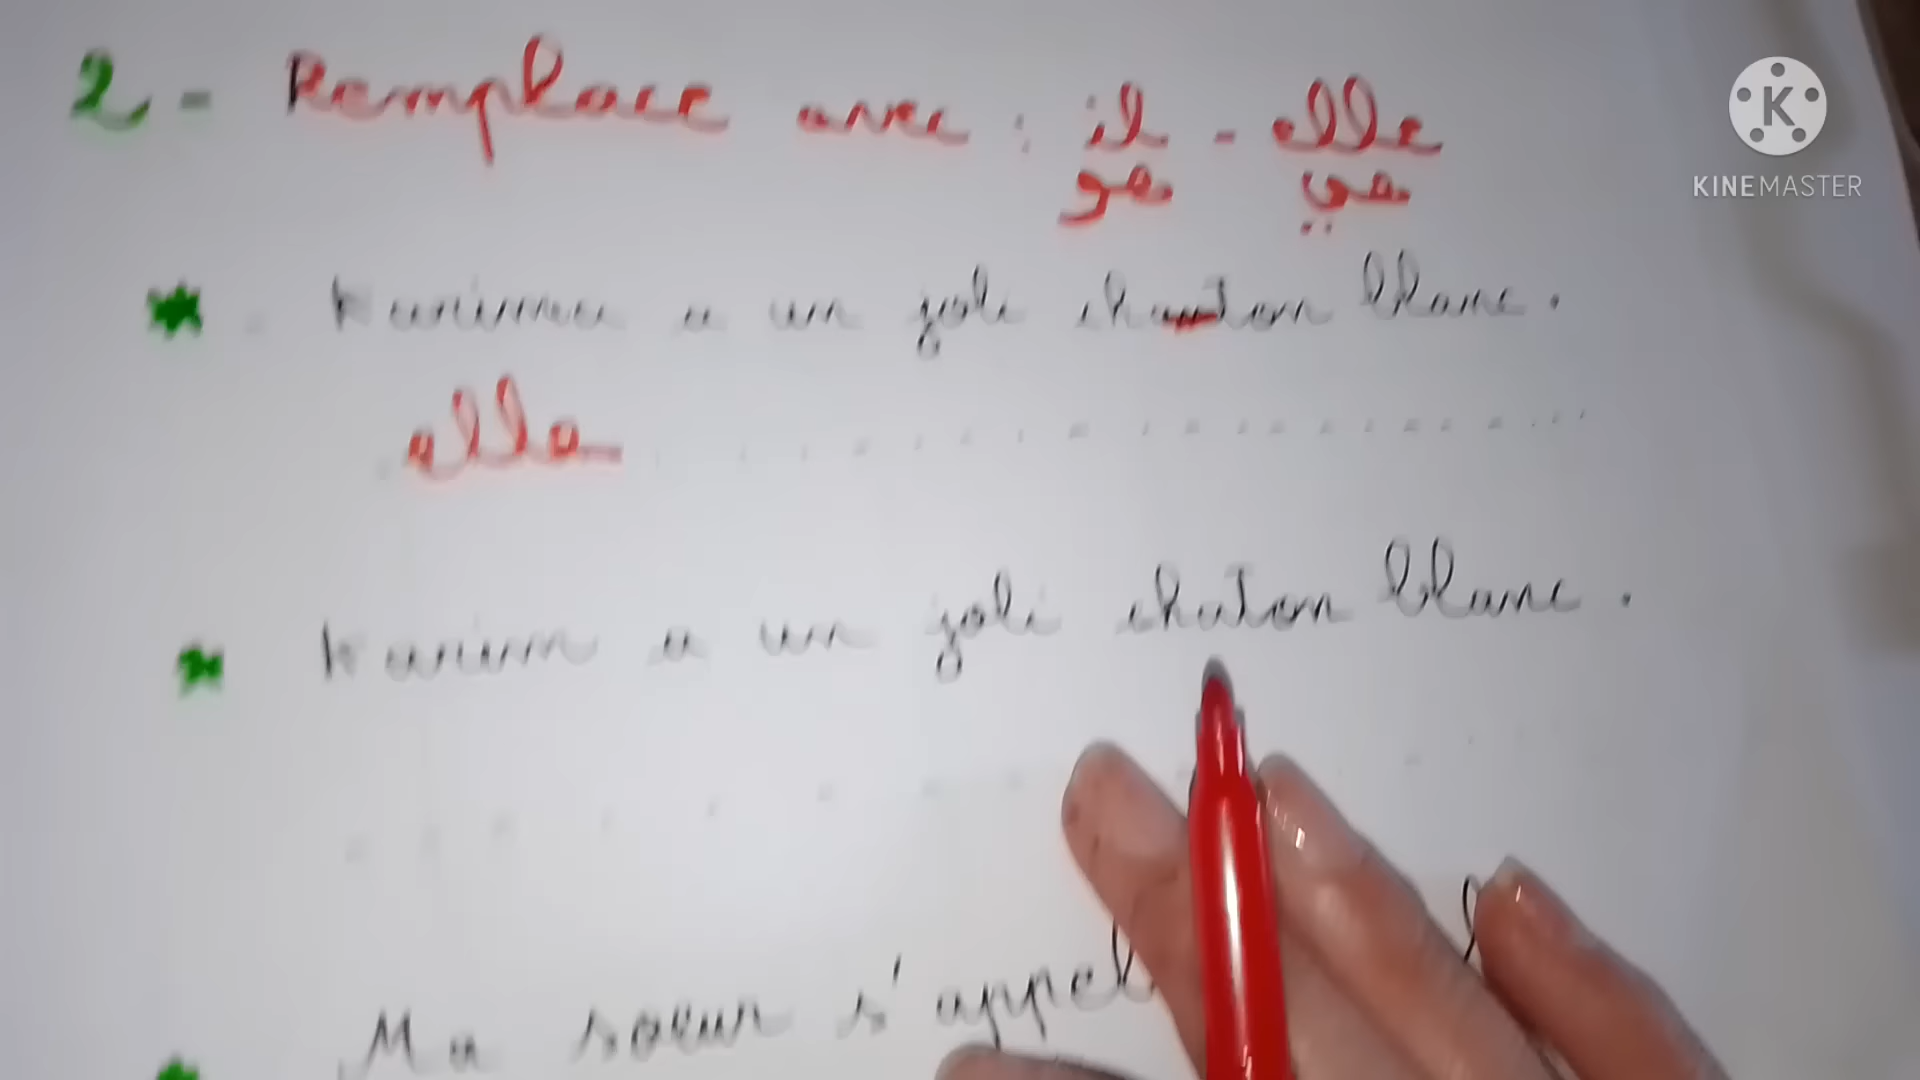 2 - Remplace avec : il - elle
هو هي
Karima a un joli chaton blanc.
elle
Karim a un joli chaton blanc.
Ma sœur s'appel
K
KINEMASTER